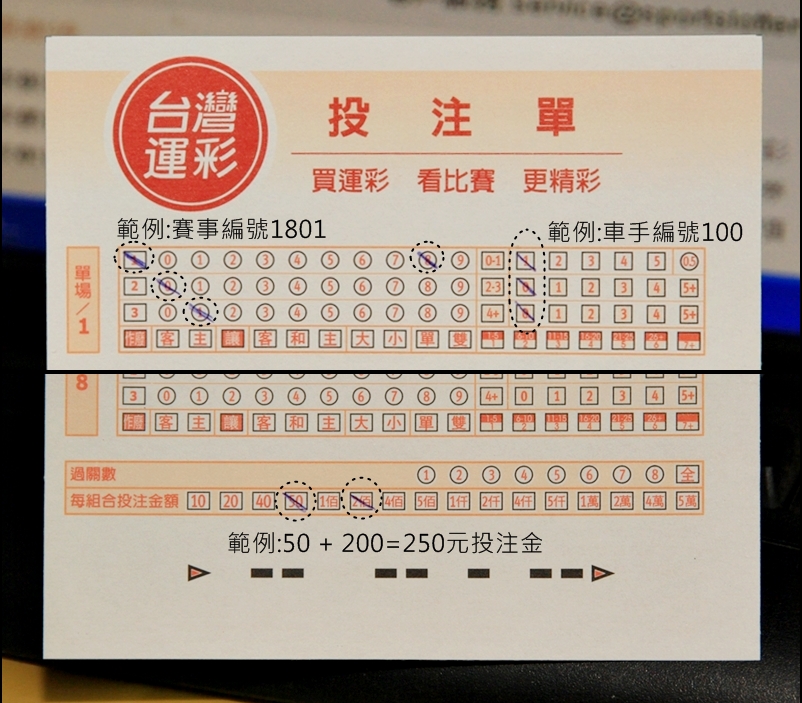 台灣
運彩
投注單
買運彩 看比賽 更精彩
範例:賽事編號1801
範例:車手編號100
單場/1
1 0 1 2 3 4 5 6 7 8 9 0-1 1 2 3 4 5 0.5
2 0 1 2 3 4 5 6 7 8 9 2-3 0 1 2 3 4 5+
3 0 1 2 3 4 5 6 7 8 9 4+ 0 1 2 3 4 5+
客 主 讓 客 和 主 大 小 單 雙
8
3 0 1 2 3 4 5 6 7 8 9 4+ 0 1 2 3 4 5+
客 主 讓 客 和 主 大 小 單 雙
過關數 1 2 3 4 5 6 7 8 全
每組合投注金額 10 20 40 50 1佰 2佰 4佰 5佰 1仟 2仟 4仟 5仟 1萬 2萬 4萬 5萬
範例:50 + 200=250元投注金